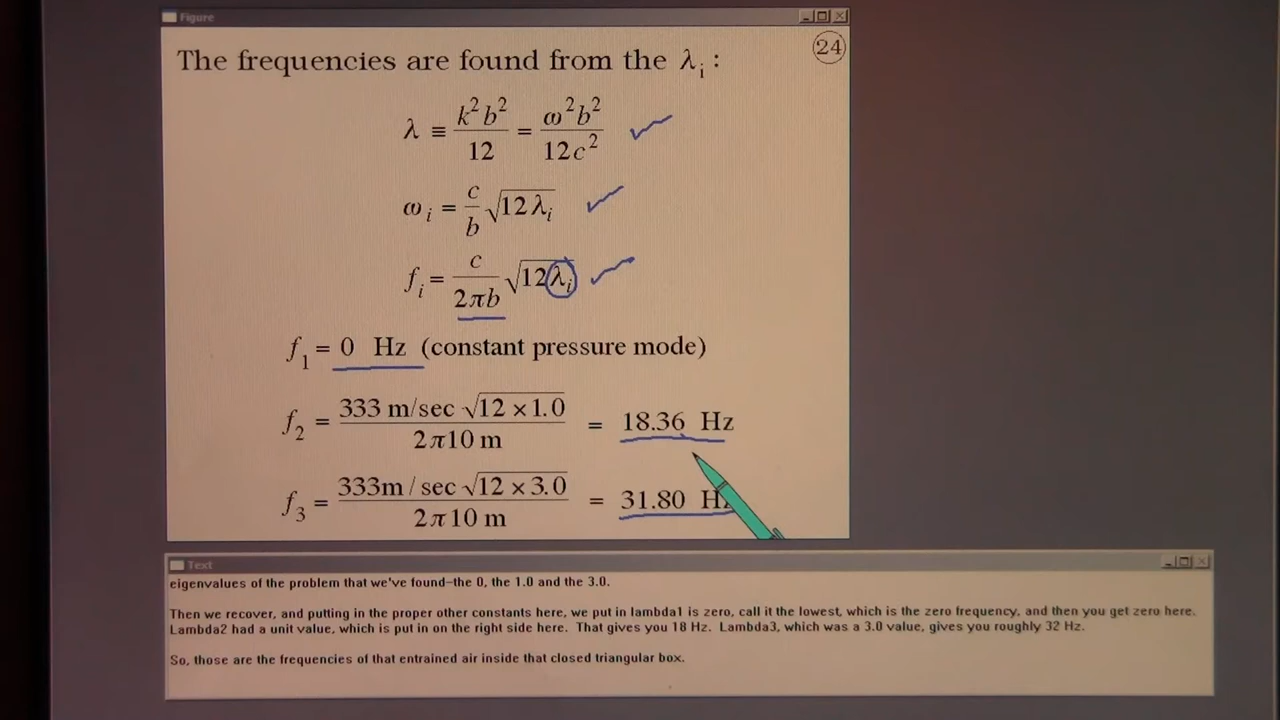 Figure
24
The frequencies are found from the λᵢ :
λ ≡ k²b²/12 = ω²b²/12c²
ωᵢ = c/b √12λᵢ
fᵢ = c/2πb √12λᵢ
f₁ = 0 Hz (constant pressure mode)
f₂ = 333 m/sec √12 × 1.0 / 2π10 m = 18.36 Hz
f₃ = 333m / sec √12 × 3.0 / 2π10 m = 31.80 Hz
Text
eigenvalues of the problem that we've found–the 0, the 1.0 and the 3.0.
Then we recover, and putting in the proper other constants here, we put in lambda1 is zero, call it the lowest, which is the zero frequency, and then you get zero here.
Lambda2 had a unit value, which is put in on the right side here. That gives you 18 Hz. Lambda3, which was a 3.0 value, gives you roughly 32 Hz.
So, those are the frequencies of that entrained air inside that closed triangular box.